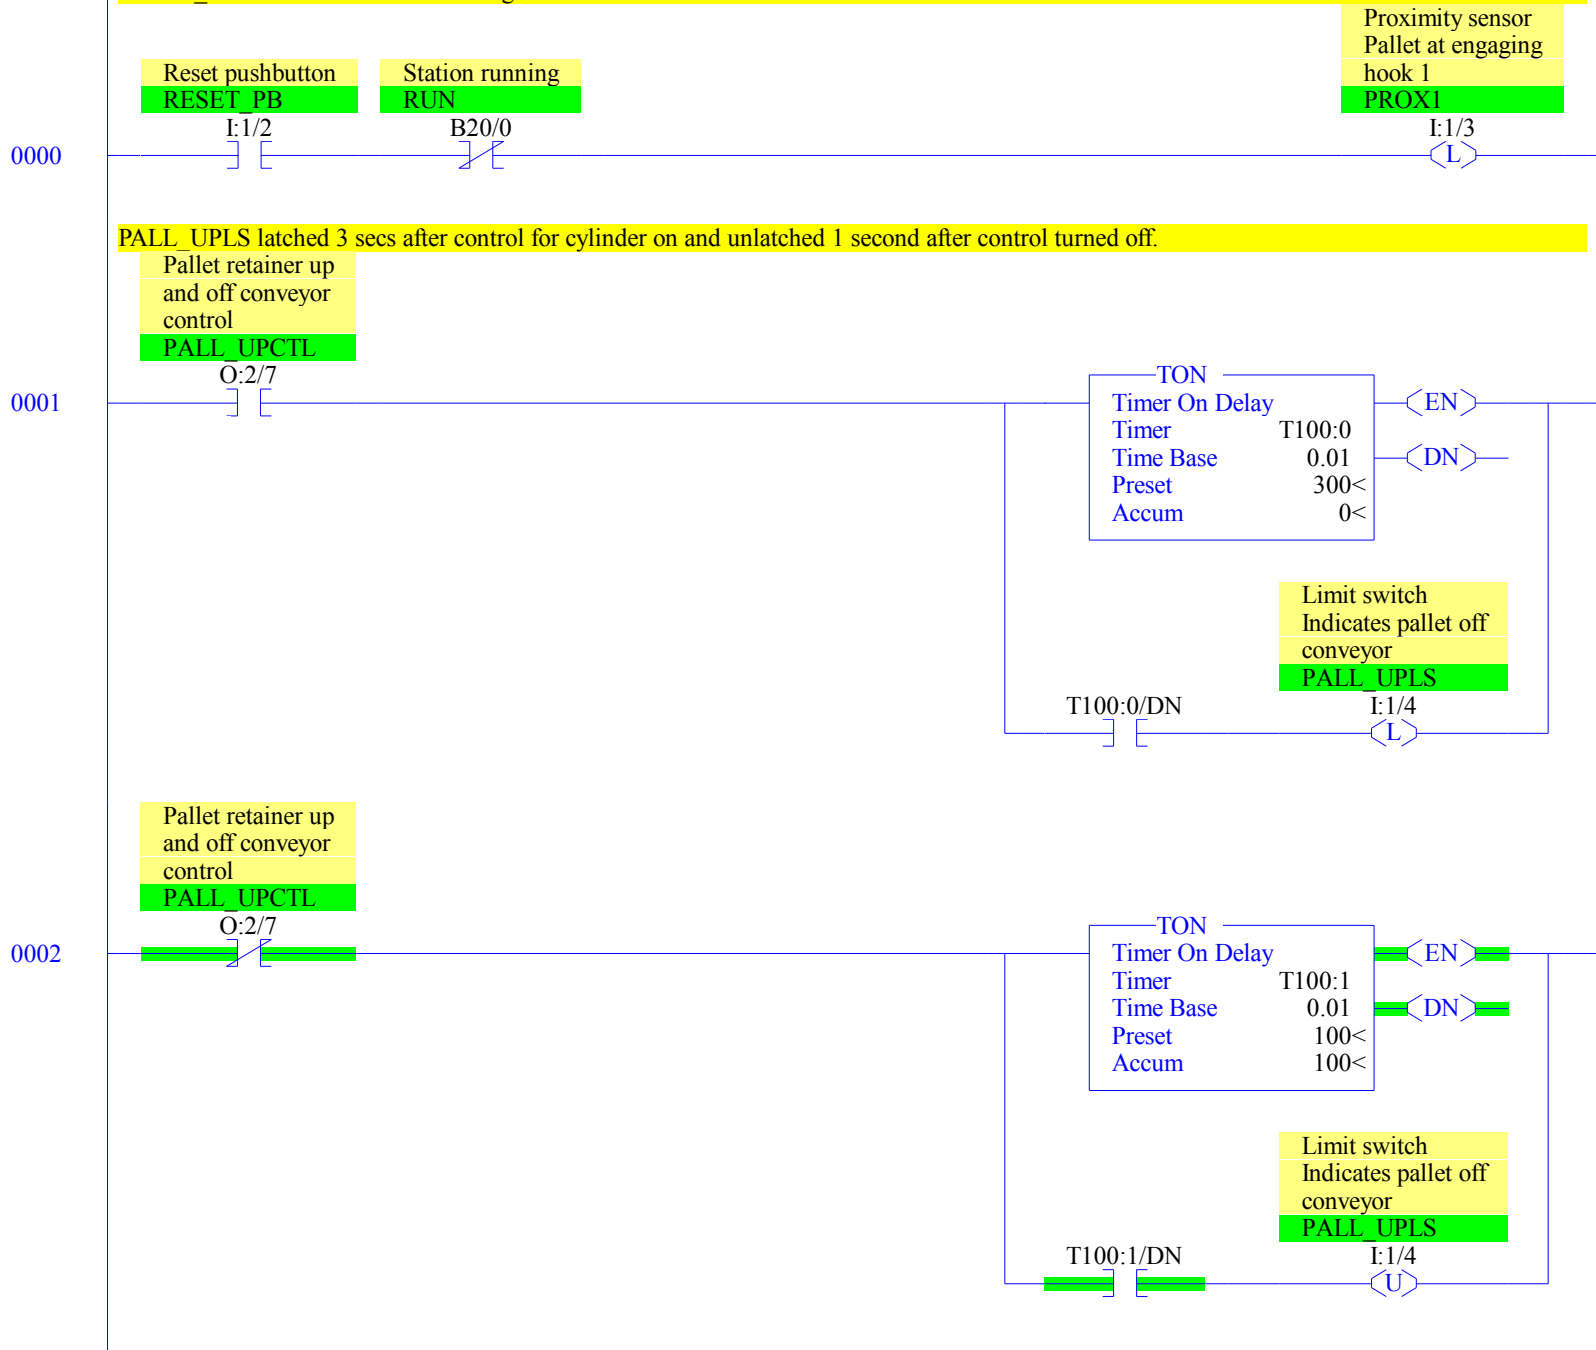 Proximity sensor
Pallet at engaging
hook 1
PROX1
I:1/3
Reset pushbutton
RESET_PB
I:1/2
Station running
RUN
B20/0
0000
L
PALL_UPLS latched 3 secs after control for cylinder on and unlatched 1 second after control turned off.
Pallet retainer up
and off conveyor
control
PALL_UPCTL
O:2/7
0001
TON
Timer On Delay
Timer T100:0
Time Base 0.01
Preset 300<
Accum 0<
EN
DN
Limit switch
Indicates pallet off
conveyor
PALL_UPLS
I:1/4
T100:0/DN
L
Pallet retainer up
and off conveyor
control
PALL_UPCTL
O:2/7
0002
TON
Timer On Delay
Timer T100:1
Time Base 0.01
Preset 100<
Accum 100<
EN
DN
Limit switch
Indicates pallet off
conveyor
PALL_UPLS
I:1/4
T100:1/DN
U